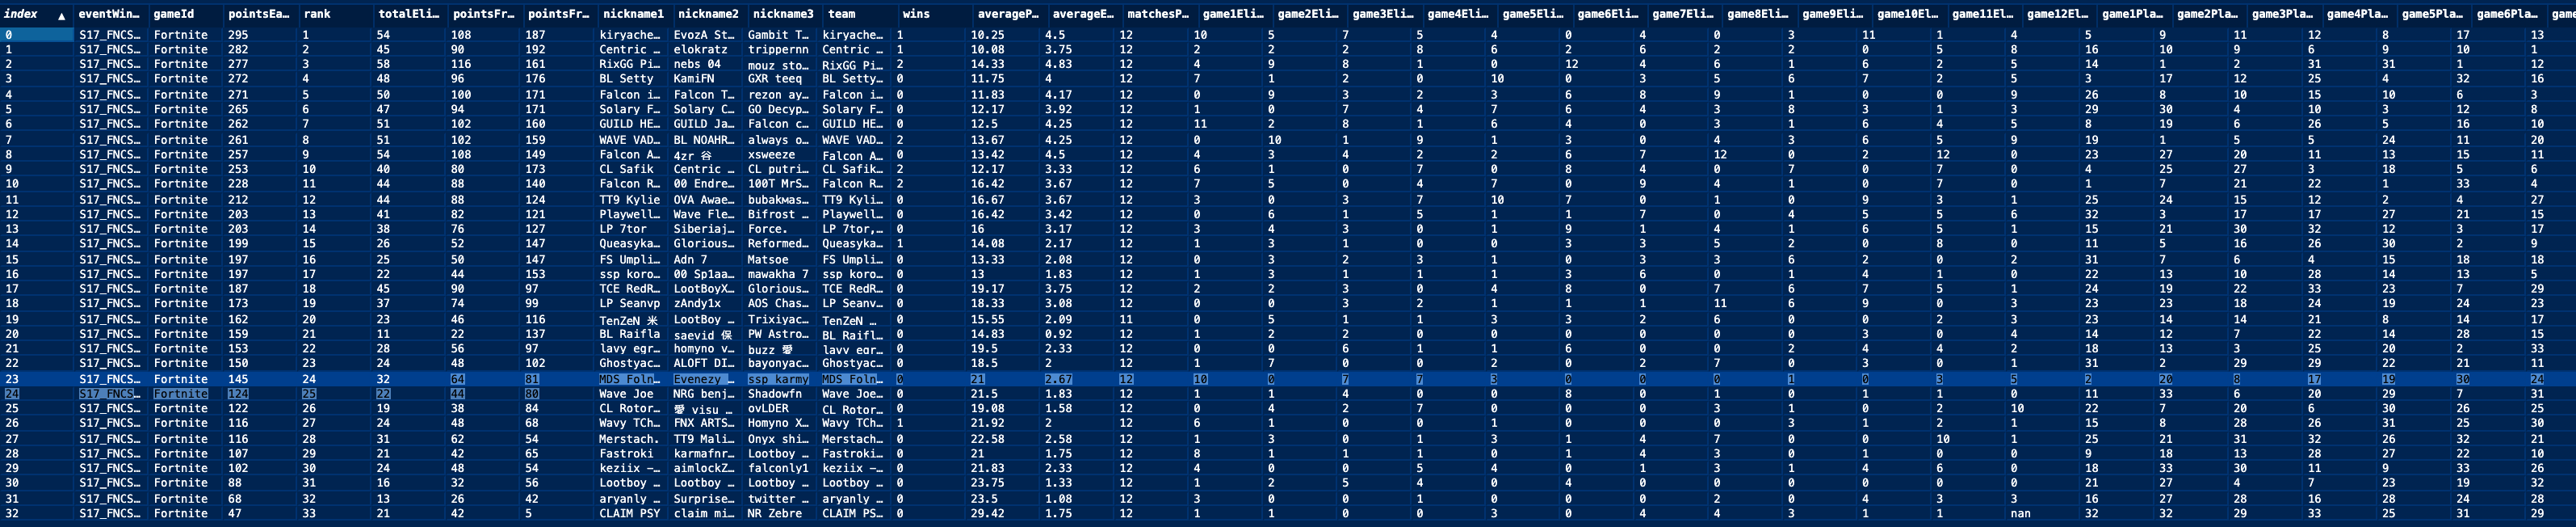 index ▲ eventWin… gameId pointsEa… rank totalEli… pointsFr… pointsFr… nickname1 nickname2 nickname3 team wins averageP… averageE… matchesP… game1Eli… game2Eli… game3Eli… game4Eli… game5Eli… game6Eli… game7Eli… game8Eli… game9Eli… game10El… game11El… game12El… game1Pla… game2Pla… game3Pla… game4Pla… game5Pla… game6Pla… game
0 S17_FNCS… Fortnite 295 1 54 108 187 kiryache… EvozA St… Gambit T… kiryache… 1 10.25 4.5 12 10 5 7 5 4 0 4 0 3 11 1 4 5 9 11 12 8 17 13
1 S17_FNCS… Fortnite 282 2 45 90 192 Centric … elokratz trippernn Centric … 1 10.08 3.75 12 2 2 2 8 6 2 6 2 2 0 5 8 16 10 9 6 9 10 1
2 S17_FNCS… Fortnite 277 3 58 116 161 RixGG Pi… nebs 04 mouz sto… RixGG Pi… 2 14.33 4.83 12 4 9 8 1 0 12 4 6 1 6 2 5 14 1 2 31 31 1 12
3 S17_FNCS… Fortnite 272 4 48 96 176 BL Setty KamiFN GXR teeq BL Setty… 0 11.75 4 12 7 1 2 0 10 0 3 5 6 7 2 5 3 17 12 25 4 32 16
4 S17_FNCS… Fortnite 271 5 50 100 171 Falcon i… Falcon T… rezon ay… Falcon i… 0 11.83 4.17 12 0 9 3 2 3 6 8 9 1 0 0 9 26 8 10 15 10 6 3
5 S17_FNCS… Fortnite 265 6 47 94 171 Solary F… Solary C… GO Decyp… Solary F… 0 12.17 3.92 12 1 0 7 4 7 6 4 3 8 3 1 3 29 30 4 10 3 12 8
6 S17_FNCS… Fortnite 262 7 51 102 160 GUILD HE… GUILD Ja… Falcon c… GUILD HE… 0 12.5 4.25 12 11 2 8 1 6 4 0 3 1 6 4 5 8 19 6 26 5 16 10
7 S17_FNCS… Fortnite 261 8 51 102 159 WAVE VAD… BL NOAHR… always o… WAVE VAD… 2 13.67 4.25 12 0 10 1 9 1 3 0 4 3 6 5 9 19 1 5 5 24 11 20
8 S17_FNCS… Fortnite 257 9 54 108 149 Falcon A… 4zr 谷 xsweeze Falcon A… 0 13.42 4.5 12 4 3 4 2 2 6 7 12 0 2 12 0 23 27 20 11 13 15 11
9 S17_FNCS… Fortnite 253 10 40 80 173 CL Safik Centric … CL putri… CL Safik… 2 12.17 3.33 12 6 1 0 7 0 8 4 0 7 0 7 0 4 25 27 3 18 5 6
10 S17_FNCS… Fortnite 228 11 44 88 140 Falcon R… 00 Endre… 100T MrS… Falcon R… 2 16.42 3.67 12 7 5 0 4 7 0 9 4 1 0 7 0 1 7 21 22 1 33 4
11 S17_FNCS… Fortnite 212 12 44 88 124 TT9 Kylie OVA Awae… bubakмas… TT9 Kyli… 0 16.67 3.67 12 3 0 3 7 10 7 0 1 0 9 3 1 25 24 15 12 2 4 27
12 S17_FNCS… Fortnite 203 13 41 82 121 Playwell… Wave Fle… Bifrost … Playwell… 0 16.42 3.42 12 0 6 1 5 1 1 7 0 4 5 5 6 32 3 17 17 27 21 15
13 S17_FNCS… Fortnite 203 14 38 76 127 LP 7tor Siberiaj… Force. LP 7tor,… 0 16 3.17 12 3 4 3 0 1 9 1 4 1 6 5 1 15 21 30 32 12 3 17
14 S17_FNCS… Fortnite 199 15 26 52 147 Queasyka… Glorious… Reformed… Queasyka… 1 14.08 2.17 12 1 3 1 0 0 3 3 5 2 0 8 0 11 5 16 26 30 2 9
15 S17_FNCS… Fortnite 197 16 25 50 147 FS Umpli… Adn 7 Matsoe FS Umpli… 0 13.33 2.08 12 0 3 2 3 1 0 3 3 6 2 0 2 31 7 6 4 15 18 18
16 S17_FNCS… Fortnite 197 17 22 44 153 ssp koro… 00 Sp1aa… mawakha 7 ssp koro… 0 13 1.83 12 1 3 1 1 1 3 6 0 1 4 1 0 22 13 10 28 14 13 5
17 S17_FNCS… Fortnite 187 18 45 90 97 TCE RedR… LootBoyX… Glorious… TCE RedR… 0 19.17 3.75 12 2 2 3 0 4 8 0 7 6 7 5 1 24 19 22 33 23 7 29
18 S17_FNCS… Fortnite 173 19 37 74 99 LP Seanvp zAndy1x AOS Chas… LP Seanv… 0 18.33 3.08 12 0 0 3 2 1 1 1 11 6 9 0 3 23 23 18 24 19 24 23
19 S17_FNCS… Fortnite 162 20 23 46 116 TenZeN 米 LootBoy … Trixiyac… TenZeN … 0 15.55 2.09 11 0 5 1 1 3 3 2 6 0 0 2 3 23 14 14 21 8 14 17
20 S17_FNCS… Fortnite 159 21 11 22 137 BL Raifla saevid 保 PW Astro… BL Raifl… 0 14.83 0.92 12 1 2 2 0 0 0 0 0 0 3 0 4 14 12 7 22 14 28 15
21 S17_FNCS… Fortnite 153 22 28 56 97 lavy egr… homyno v… buzz 愛 lavy egr… 0 19.5 2.33 12 0 0 6 1 1 6 0 0 2 4 4 2 18 13 3 25 20 2 33
22 S17_FNCS… Fortnite 150 23 24 48 102 Ghostyac… ALOFT DI… bayonyac… Ghostyac… 0 18.5 2 12 1 7 0 0 2 0 2 7 0 3 0 1 31 2 29 29 22 21 11
23 S17_FNCS… Fortnite 145 24 32 64 81 MDS Foln… Evenezy … ssp karmy MDS Foln… 0 21 2.67 12 10 0 7 7 3 0 0 0 1 0 3 5 2 20 8 17 19 30 24
24 S17_FNCS… Fortnite 124 25 22 44 80 Wave Joe NRG benj… Shadowfn Wave Joe… 0 21.5 1.83 12 1 1 4 0 0 8 0 1 0 1 1 0 11 33 6 20 29 7 31
25 S17_FNCS… Fortnite 122 26 19 38 84 CL Rotor… 愛 visu … ovLDER CL Rotor… 0 19.08 1.58 12 0 4 2 7 0 0 0 3 1 0 2 10 22 7 20 6 30 26 25
26 S17_FNCS… Fortnite 116 27 24 48 68 Wavy TCh… FNX ARTS… Homyno X… Wavy TCh… 1 21.92 2 12 6 1 0 0 1 0 0 0 3 1 2 1 15 8 28 26 31 25 30
27 S17_FNCS… Fortnite 116 28 31 62 54 Merstach. TT9 Mali… Onyx shi… Merstach… 0 22.58 2.58 12 1 3 0 1 3 1 4 7 0 0 10 1 25 21 31 32 26 32 21
28 S17_FNCS… Fortnite 107 29 21 42 65 Fastroki karmafnr… Lootboy … Fastroki… 0 21 1.75 12 8 1 1 1 0 1 4 3 0 1 0 0 9 18 13 28 27 22 10
29 S17_FNCS… Fortnite 102 30 24 48 54 keziix -… aimlockZ… falconly1 keziix -… 0 21.83 2.33 12 4 0 0 5 4 0 1 3 1 4 6 0 18 33 30 11 9 33 26
30 S17_FNCS… Fortnite 88 31 16 32 56 Lootboy … Lootboy … Lootboy … Lootboy … 0 23.75 1.33 12 1 2 5 4 0 4 0 0 0 0 0 0 21 27 4 7 23 19 32
31 S17_FNCS… Fortnite 68 32 13 26 42 aryanly … Surprise… twitter … aryanly … 0 23.5 1.08 12 3 0 0 0 1 0 0 2 0 4 3 3 16 27 28 16 28 24 28
32 S17_FNCS… Fortnite 47 33 21 42 5 CLAIM PSY claim mi… NR Zebre CLAIM PS… 0 29.42 1.75 12 1 1 0 0 3 0 4 4 3 1 1 nan 32 32 29 33 25 31 29